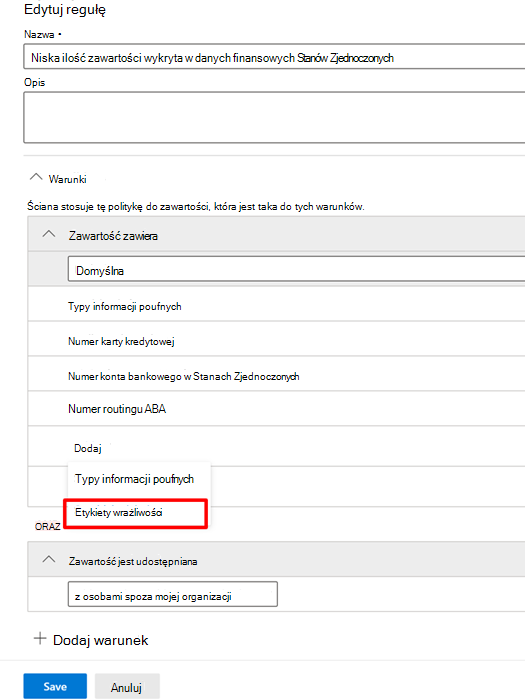 Edytuj regułę
Nazwa •
Niska ilość zawartości wykryta w danych finansowych Stanów Zjednoczonych
Opis
Warunki
Ściana stosuje tę politykę do zawartości, która jest taka do tych warunków.
Zawartość zawiera
Domyślna
Typy informacji poufnych
Numer karty kredytowej
Numer konta bankowego w Stanach Zjednoczonych
Numer routingu ABA
Dodaj
Typy informacji poufnych
Etykiety wrażliwości
ORAZ
Zawartość jest udostępniana
z osobami spoza mojej organizacji
Dodaj warunek
Save Anuluj